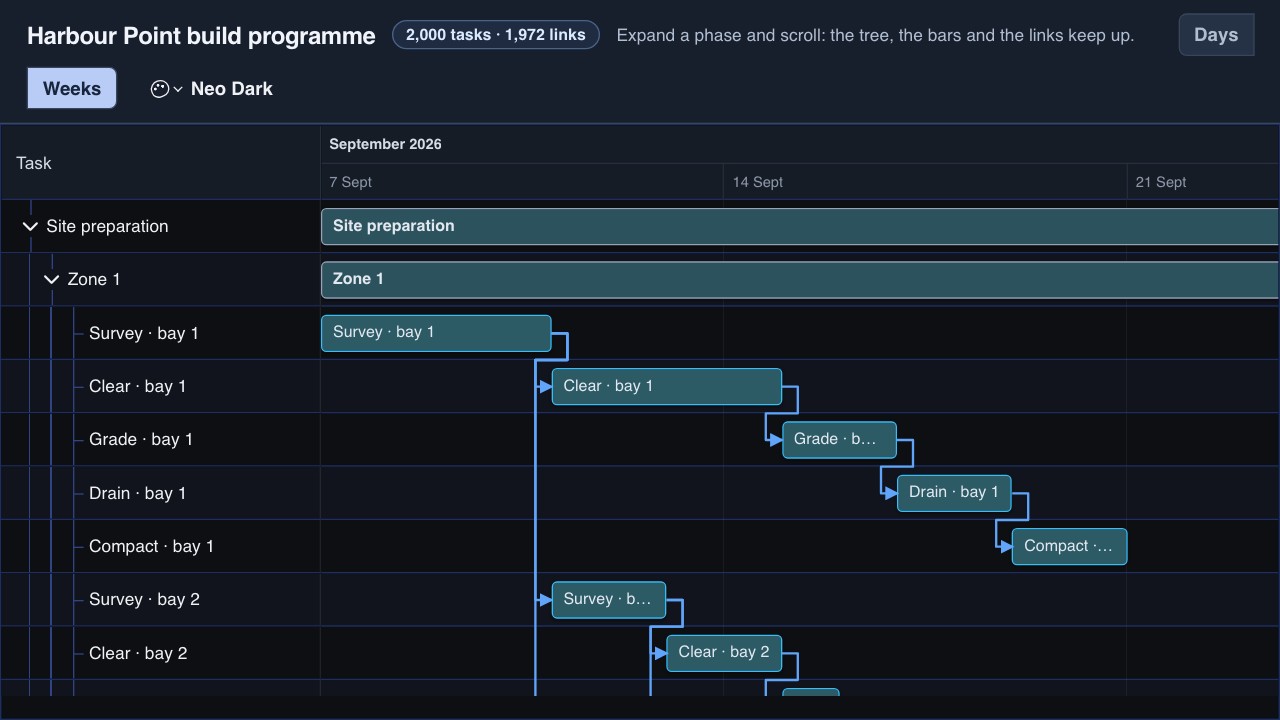 Harbour Point build programme
2,000 tasks · 1,972 links
Expand a phase and scroll: the tree, the bars and the links keep up.
Days
Weeks
Neo Dark
Task
September 2026
7 Sept
14 Sept
21 Sept
Site preparation
Site preparation
Zone 1
Zone 1
Survey · bay 1
Survey · bay 1
Clear · bay 1
Clear · bay 1
Grade · bay 1
Grade · b…
Drain · bay 1
Drain · bay 1
Compact · bay 1
Compact ·…
Survey · bay 2
Survey · b…
Clear · bay 2
Clear · bay 2